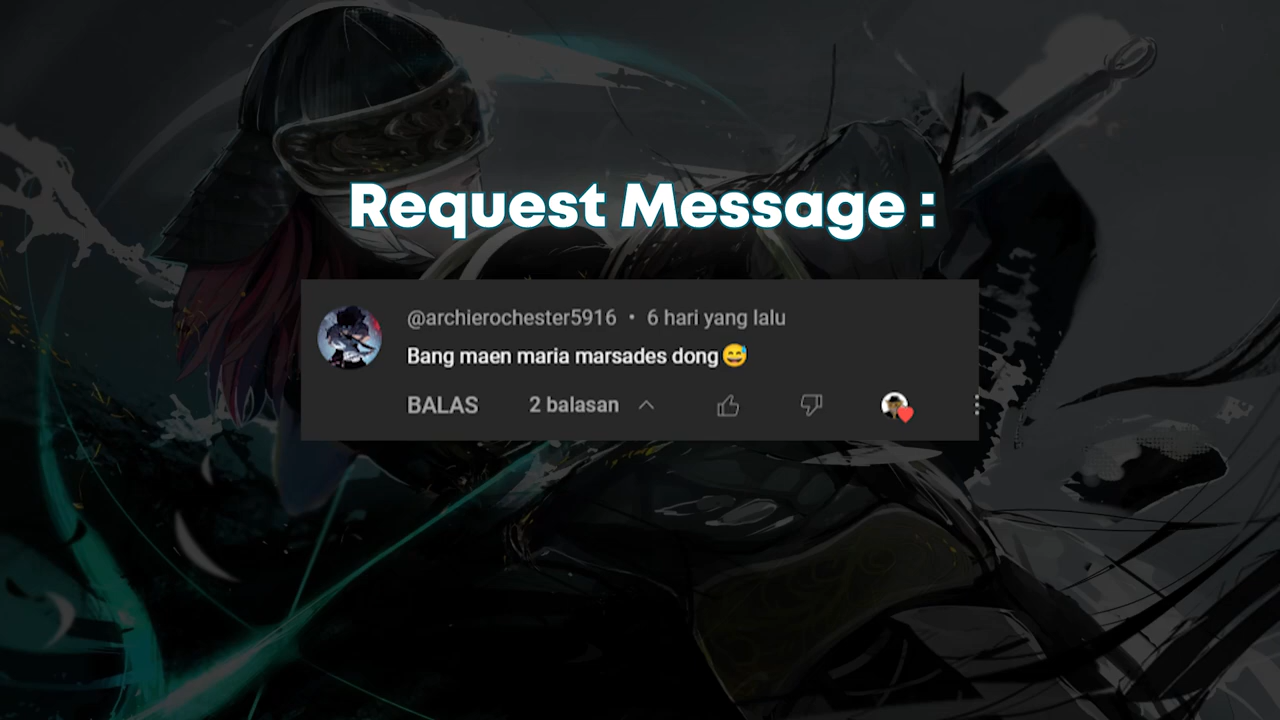 Request Message :
@archierochester5916 • 6 hari yang lalu
Bang maen maria marsades dong😅
BALAS 2 balasan